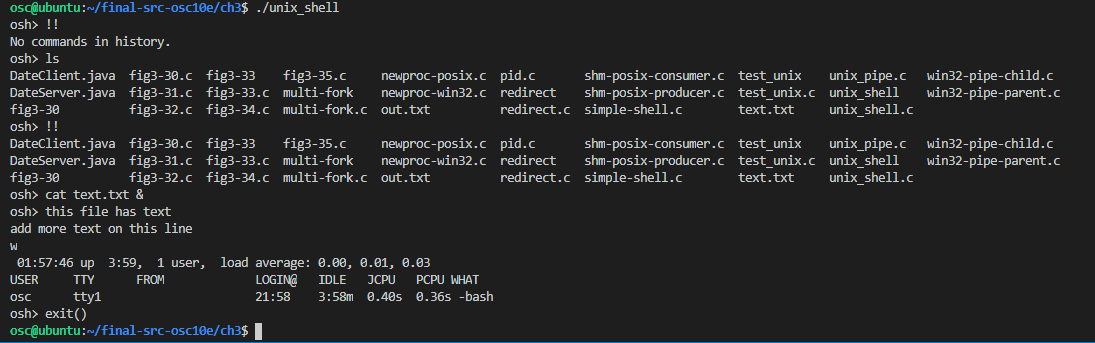 osc@ubuntu:~/final-src-osc10e/ch3$ ./unix_shell
osh> !!
No commands in history.
osh> ls
DateClient.java  fig3-30.c  fig3-33    fig3-35.c     newproc-posix.c  pid.c       shm-posix-consumer.c  test_unix    unix_pipe.c   win32-pipe-child.c
DateServer.java  fig3-31.c  fig3-33.c  multi-fork    newproc-win32.c  redirect    shm-posix-producer.c  test_unix.c  unix_shell    win32-pipe-parent.c
fig3-30          fig3-32.c  fig3-34.c  multi-fork.c  out.txt          redirect.c  simple-shell.c        text.txt     unix_shell.c
osh> !!
DateClient.java  fig3-30.c  fig3-33    fig3-35.c     newproc-posix.c  pid.c       shm-posix-consumer.c  test_unix    unix_pipe.c   win32-pipe-child.c
DateServer.java  fig3-31.c  fig3-33.c  multi-fork    newproc-win32.c  redirect    shm-posix-producer.c  test_unix.c  unix_shell    win32-pipe-parent.c
fig3-30          fig3-32.c  fig3-34.c  multi-fork.c  out.txt          redirect.c  simple-shell.c        text.txt     unix_shell.c
osh> cat text.txt &
osh> this file has text
add more text on this line
w
 01:57:46 up  3:59,  1 user,  load average: 0.00, 0.01, 0.03
USER     TTY      FROM             LOGIN@   IDLE   JCPU   PCPU WHAT
osc      tty1                      21:58    3:58m  0.40s  0.36s -bash
osh> exit()
osc@ubuntu:~/final-src-osc10e/ch3$